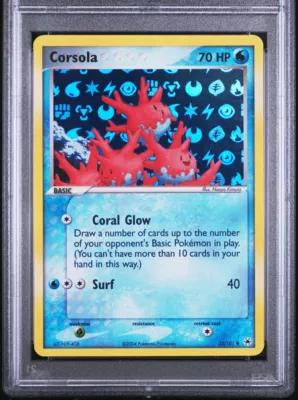 Corsola
70 HP
BASIC
Coral Glow
Draw a number of cards up to the
number of your opponent's Basic Pokémon in play.
(You can't have more than 10 cards in your
hand in this way.)
Surf 40
weakness resistance retreat cost
©2004 Pokémon/Nintendo